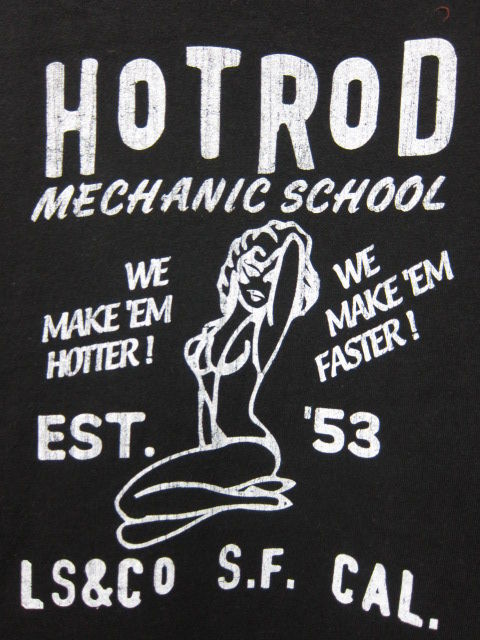 HOTROD
MECHANIC SCHOOL
WE
MAKE 'EM
HOTTER !
WE
MAKE 'EM
FASTER !
EST. '53
LS&CO S.F. CAL.